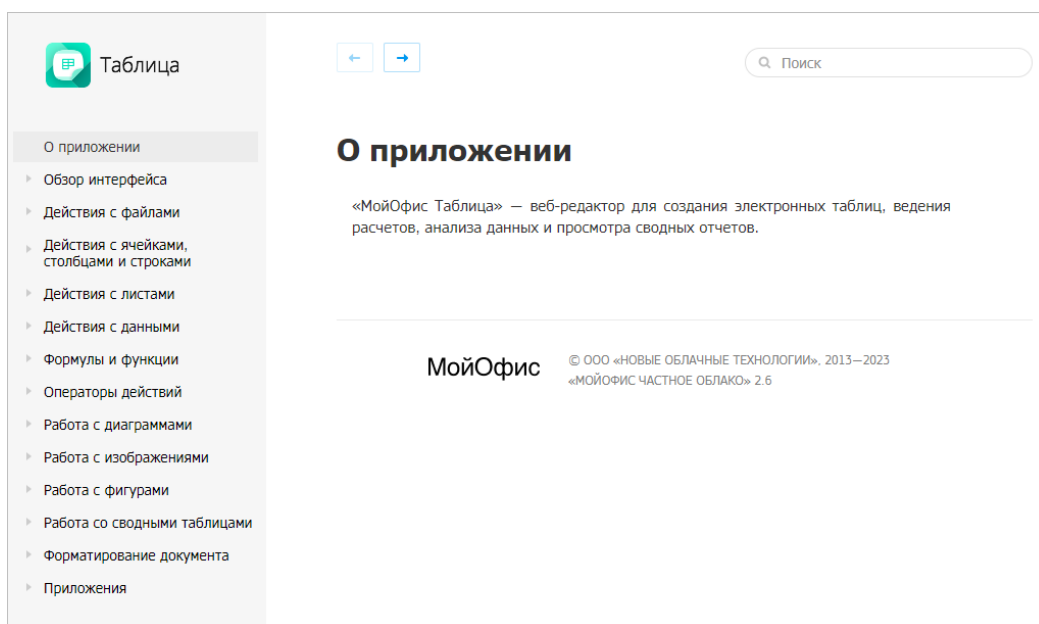 Таблица
О приложении
Обзор интерфейса
Действия с файлами
Действия с ячейками,
столбцами и строками
Действия с листами
Действия с данными
Формулы и функции
Операторы действий
Работа с диаграммами
Работа с изображениями
Работа с фигурами
Работа со сводными таблицами
Форматирование документа
Приложения
Поиск
О приложении
«МойОфис Таблица» — веб-редактор для создания электронных таблиц, ведения
расчетов, анализа данных и просмотра сводных отчетов.
МойОфис
© ООО «НОВЫЕ ОБЛАЧНЫЕ ТЕХНОЛОГИИ», 2013—2023
«МОЙОФИС ЧАСТНОЕ ОБЛАКО» 2.6